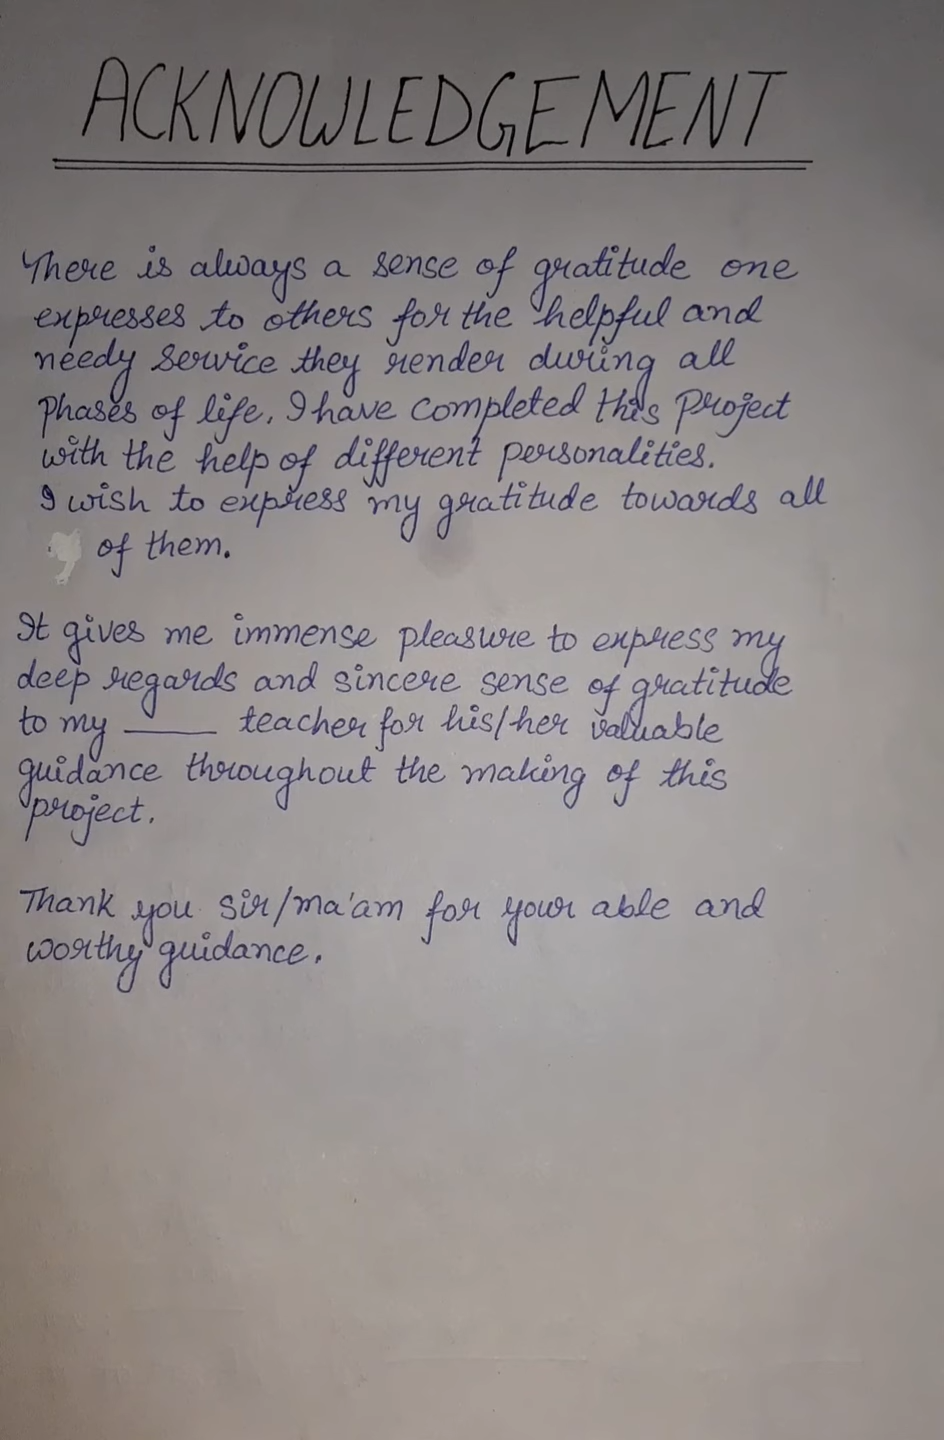 ACKNOWLEDGEMENT
There is always a sense of gratitude one
expresses to others for the helpful and
needy service they render during all
phases of life. I have completed this Project
with the help of different personalities.
I wish to express my gratitude towards all
of them.
It gives me immense pleasure to express my
deep regards and sincere sense of gratitude
to my _____ teacher for his/her valuable
guidance throughout the making of this
project.
Thank you sir/ma'am for your able and
worthy guidance.